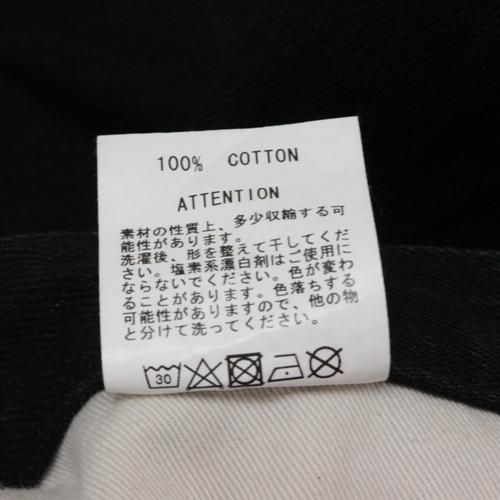 100% COTTON
ATTENTION
素材の性質上、多少収縮する可
能性があります。
洗濯後、形を整えて干してくだ
さい。塩素系漂白剤はご使用に
ならないでください。色が変わ
ることがあります。色落ちする
可能性がありますので、他の物
と分けて洗ってください。
30